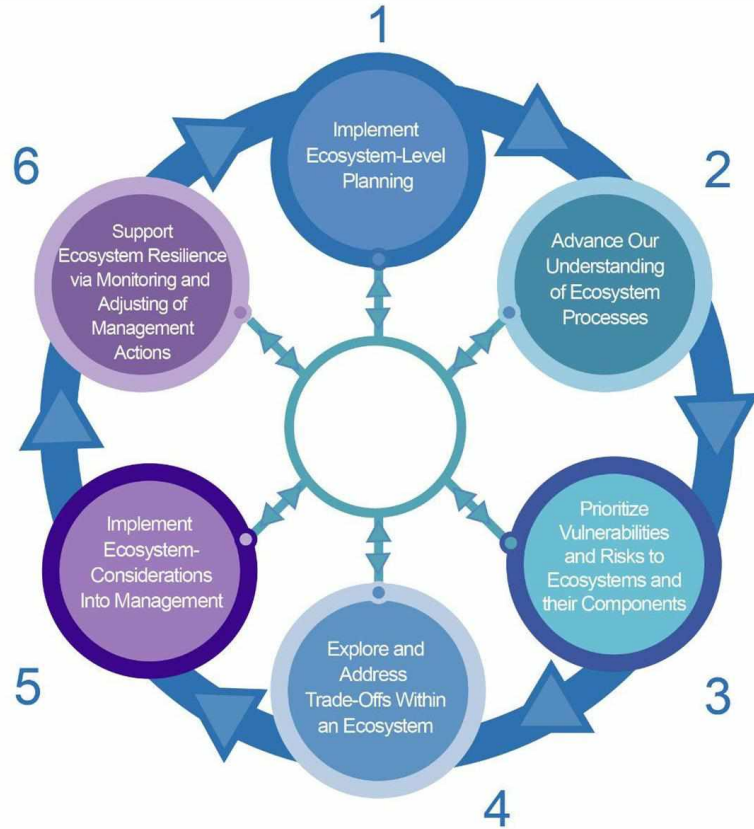 1
Implement
Ecosystem-Level
Planning
2
Advance Our
Understanding
of Ecosystem
Processes
Prioritize
Vulnerabilities
and Risks to
Ecosystems and
their Components
3
Explore and
Address
Trade-Offs Within
an Ecosystem
4
Implement
Ecosystem-
Considerations
Into Management
5
6
Support
Ecosystem Resilience
via Monitoring and
Adjusting of
Management
Actions